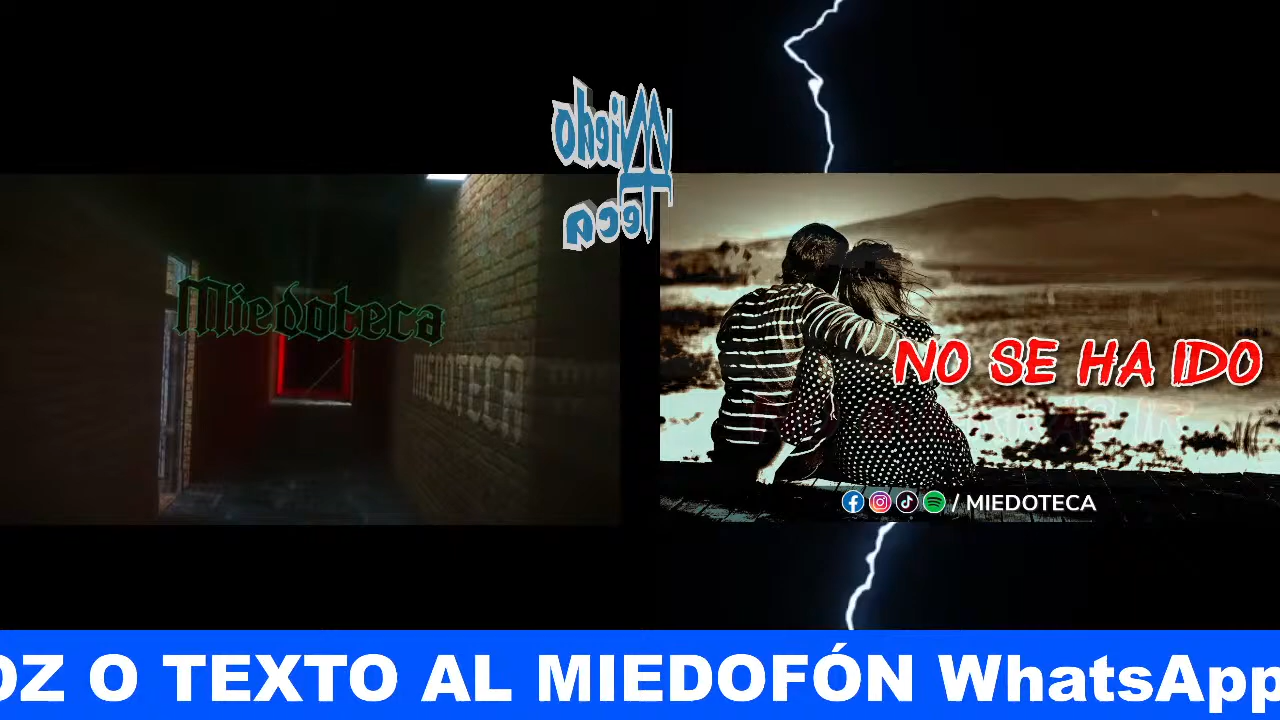 Miedo
Teca
Miedoteca
MIEDOTECA
NO SE HA IDO
/ MIEDOTECA
OZ O TEXTO AL MIEDOFÓN WhatsApp